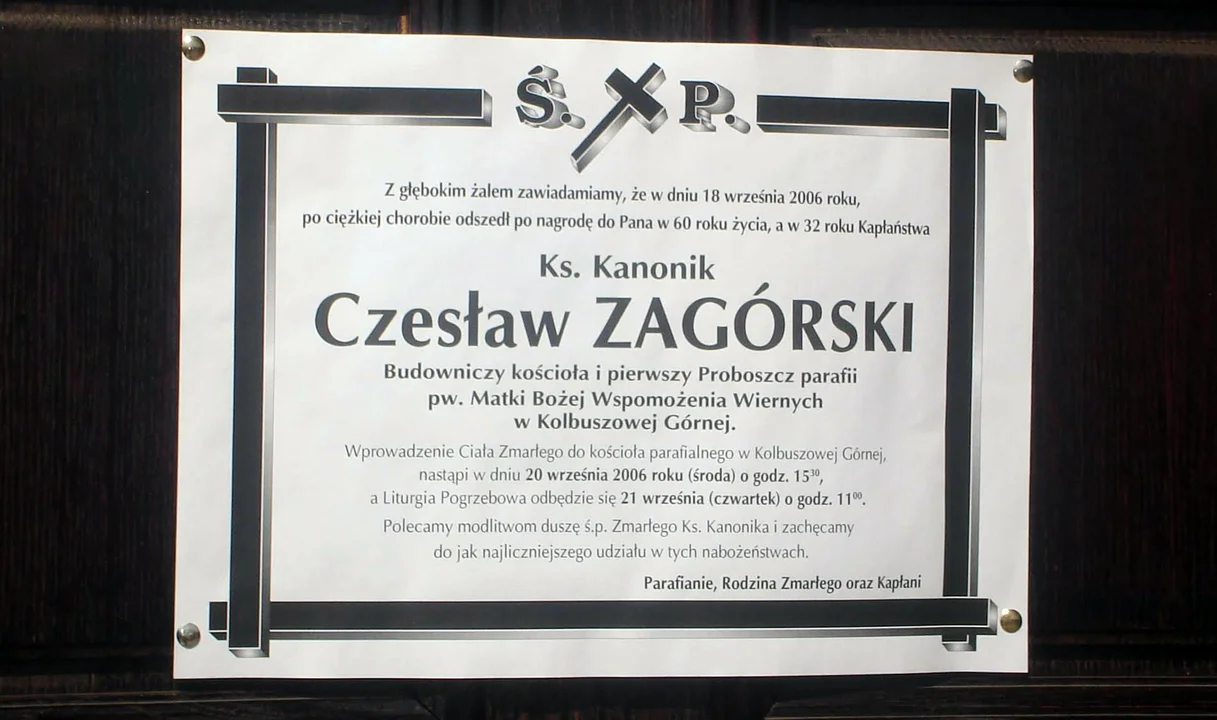 Ś. P.
Z głębokim żalem zawiadamiamy, że w dniu 18 września 2006 roku,
po ciężkiej chorobie odszedł po nagrodę do Pana w 60 roku życia, a w 32 roku Kapłaństwa
Ks. Kanonik
Czesław ZAGÓRSKI
Budowniczy kościoła i pierwszy Proboszcz parafii
pw. Matki Bożej Wspomożenia Wiernych
w Kolbuszowej Górnej.
Wprowadzenie Ciała Zmarłego do kościoła parafialnego w Kolbuszowej Górnej,
nastąpi w dniu 20 września 2006 roku (środa) o godz. 15³⁰,
a Liturgia Pogrzebowa odbędzie się 21 września (czwartek) o godz. 11⁰⁰.
Polecamy modlitwom duszę ś.p. Zmarłego Ks. Kanonika i zachęcamy
do jak najliczniejszego udziału w tych nabożeństwach.
Parafianie, Rodzina Zmarłego oraz Kapłani